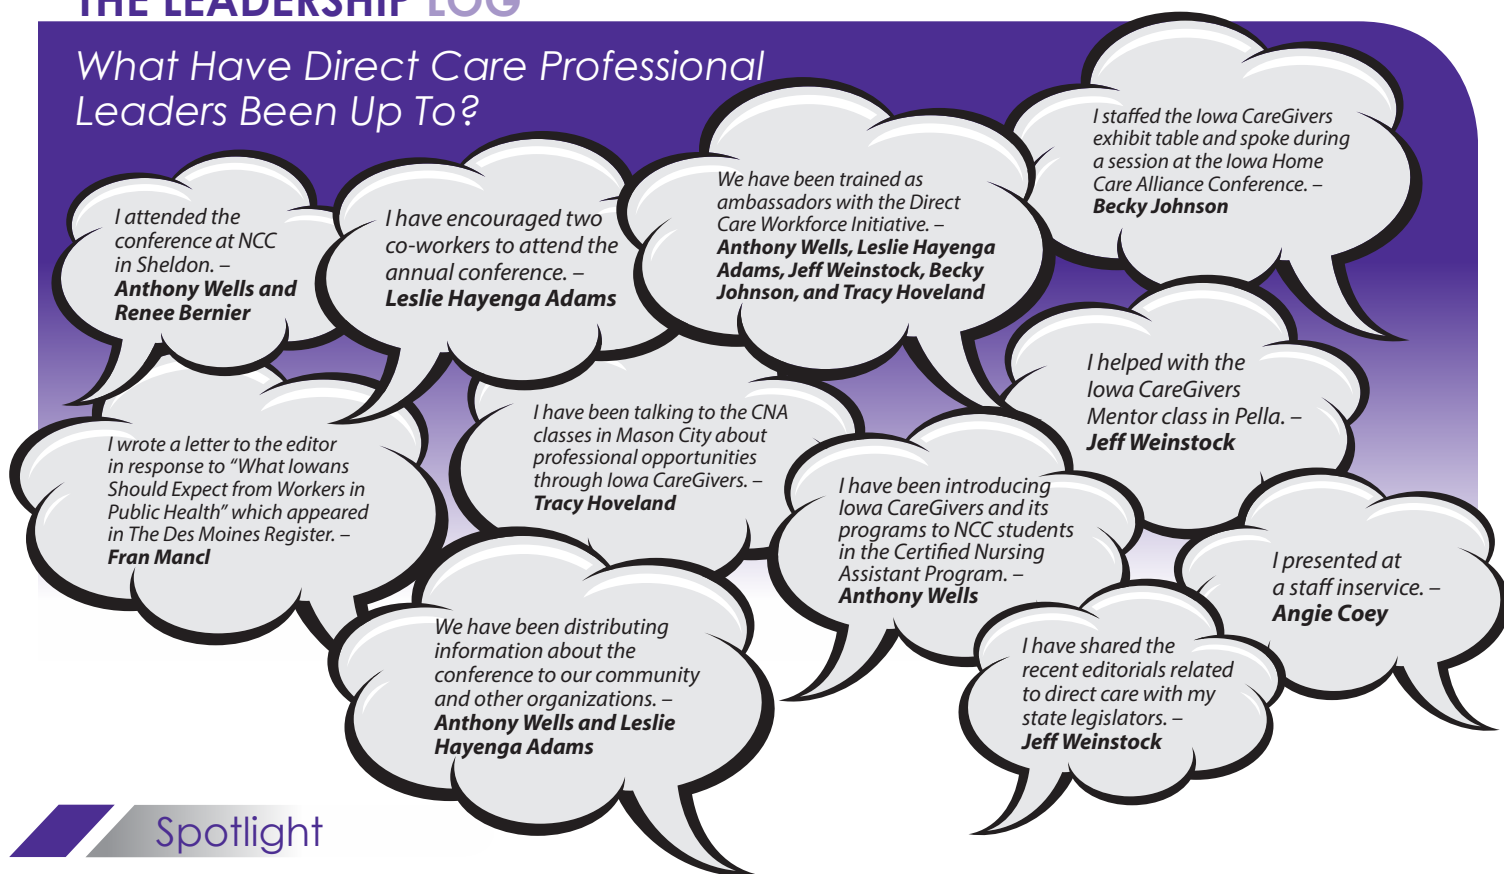 THE LEADERSHIP LOG
What Have Direct Care Professional
Leaders Been Up To?
I attended the
conference at NCC
in Sheldon. –
Anthony Wells and
Renee Bernier
I have encouraged two
co-workers to attend the
annual conference. –
Leslie Hayenga Adams
We have been trained as
ambassadors with the Direct
Care Workforce Initiative. –
Anthony Wells, Leslie Hayenga
Adams, Jeff Weinstock, Becky
Johnson, and Tracy Hoveland
I staffed the Iowa CareGivers
exhibit table and spoke during
a session at the Iowa Home
Care Alliance Conference. –
Becky Johnson
I wrote a letter to the editor
in response to “What Iowans
Should Expect from Workers in
Public Health” which appeared
in The Des Moines Register. –
Fran Mancl
I have been talking to the CNA
classes in Mason City about
professional opportunities
through Iowa CareGivers. –
Tracy Hoveland
I helped with the
Iowa CareGivers
Mentor class in Pella. –
Jeff Weinstock
I have been introducing
Iowa CareGivers and its
programs to NCC students
in the Certified Nursing
Assistant Program. –
Anthony Wells
I presented at
a staff inservice. –
Angie Coey
We have been distributing
information about the
conference to our community
and other organizations. –
Anthony Wells and Leslie
Hayenga Adams
I have shared the
recent editorials related
to direct care with my
state legislators. –
Jeff Weinstock
Spotlight